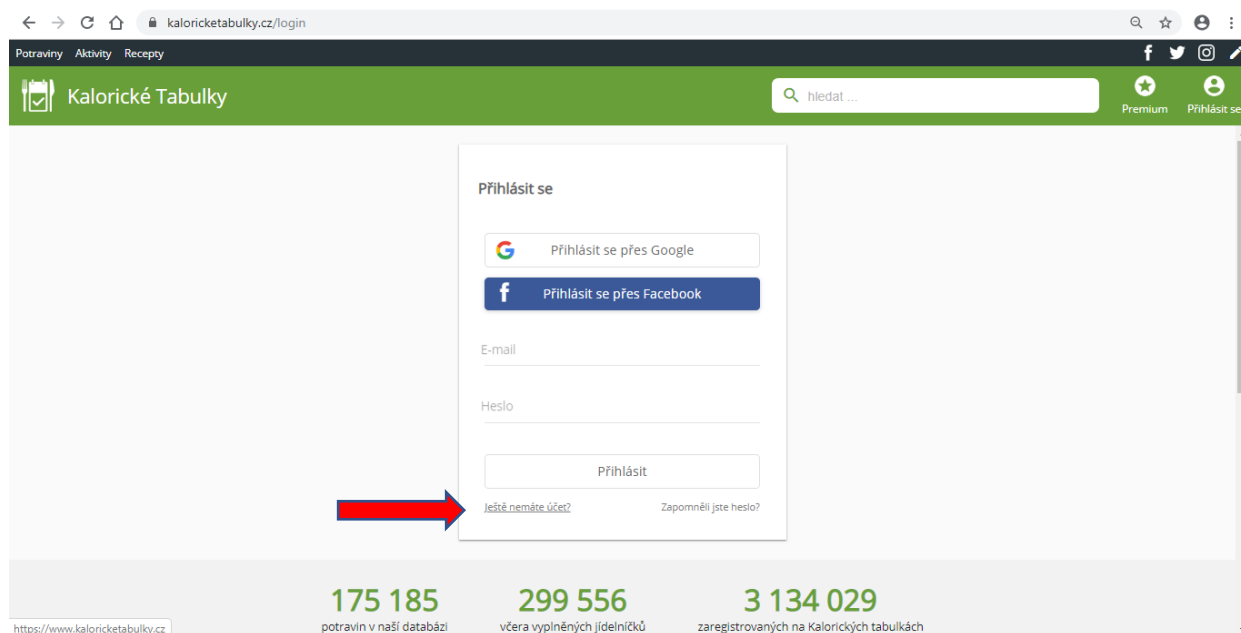 kaloricketabulky.cz/login
Potraviny Aktivity Recepty
Kalorické Tabulky
hledat ...
Premium
Přihlásit se
Přihlásit se
Přihlásit se přes Google
Přihlásit se přes Facebook
E-mail
Heslo
Přihlásit
Ještě nemáte účet? Zapomněli jste heslo?
175 185 299 556 3 134 029
potravin v naší databázi včera vyplněných jídelníčků zaregistrovaných na Kalorických tabulkách
https://www.kaloricketabulky.cz